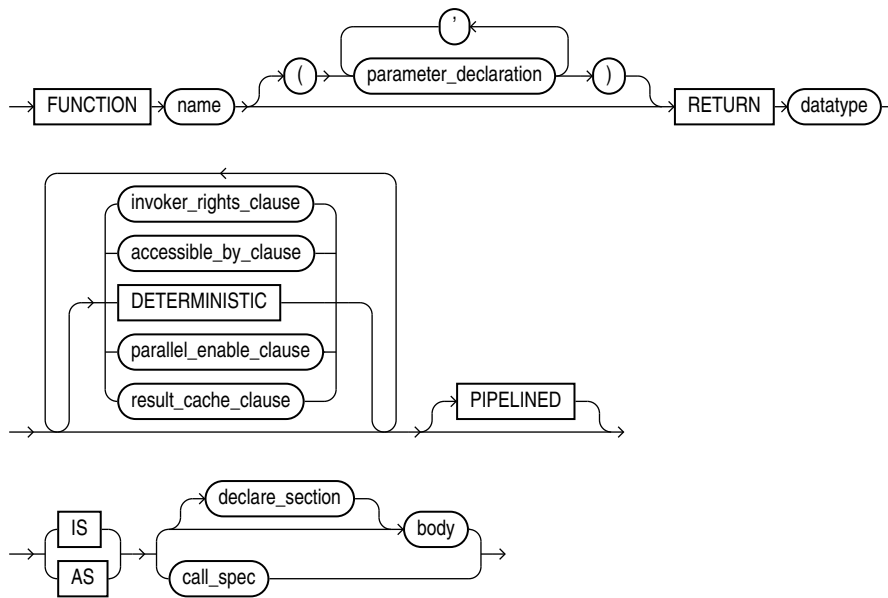 ,
( parameter_declaration )
FUNCTION name RETURN datatype
invoker_rights_clause
accessible_by_clause
DETERMINISTIC
parallel_enable_clause
result_cache_clause
PIPELINED
declare_section
IS body
AS call_spec